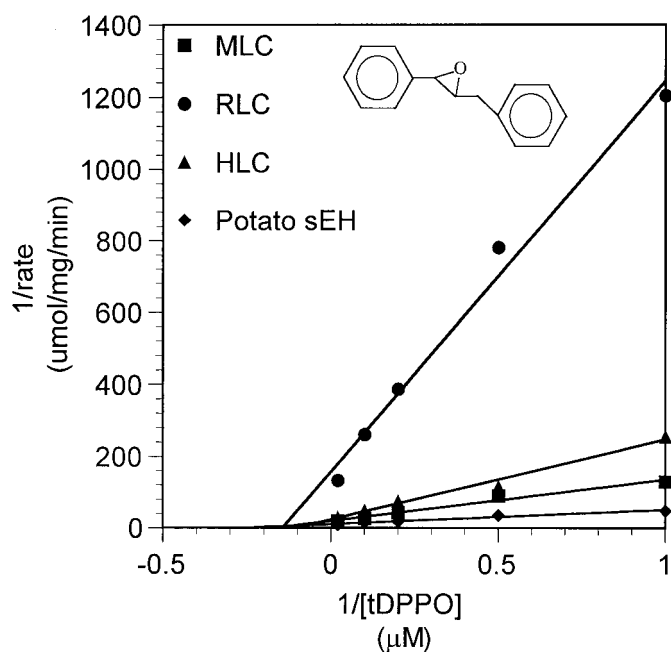 1400
1200
1000
800
600
400
200
0
1/rate
(umol/mg/min)
MLC
RLC
HLC
Potato sEH
O
-0.5
0
0.5
1
1/[tDPPO]
(μM)